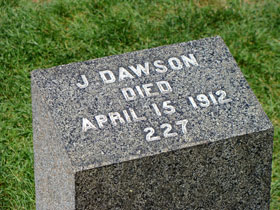 J DAWSON
DIED
APRIL 15 1912
227